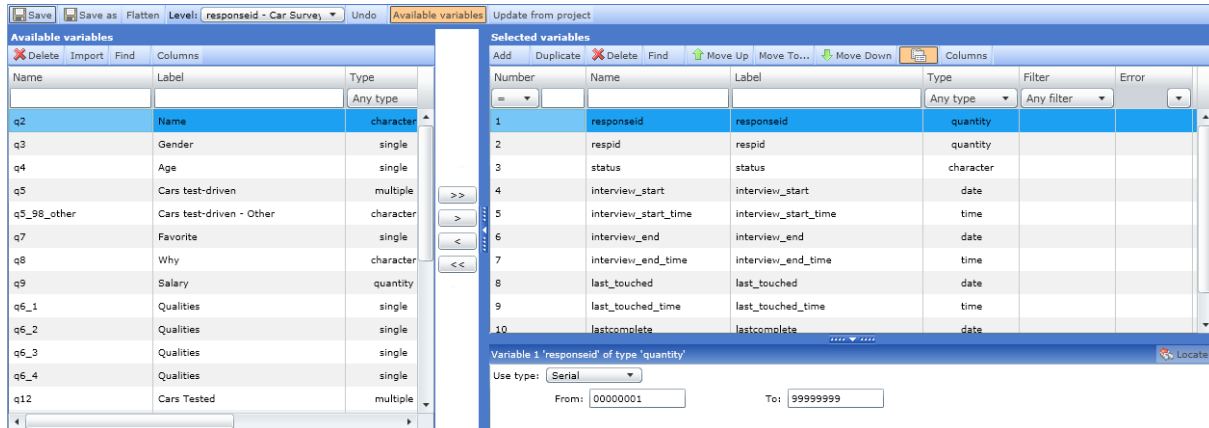 Save Save as Flatten Level: responseid - Car Survey Undo Available variables Update from project
Available variables
Delete Import Find Columns
Name Label Type
Any type
q2 Name character
q3 Gender single
q4 Age single
q5 Cars test-driven multiple
q5_98_other Cars test-driven - Other character
q7 Favorite single
q8 Why character
q9 Salary quantity
q6_1 Qualities single
q6_2 Qualities single
q6_3 Qualities single
q6_4 Qualities single
q12 Cars Tested multiple
>>
>
<
<<
Selected variables
Add Duplicate Delete Find Move Up Move To... Move Down Columns
Number Name Label Type Filter Error
= Any type Any filter
1 responseid responseid quantity
2 respid respid quantity
3 status status character
4 interview_start interview_start date
5 interview_start_time interview_start_time time
6 interview_end interview_end date
7 interview_end_time interview_end_time time
8 last_touched last_touched date
9 last_touched_time last_touched_time time
10 lastcomplete lastcomplete date
Variable 1 'responseid' of type 'quantity' Locate
Use type: Serial
From: 00000001 To: 99999999